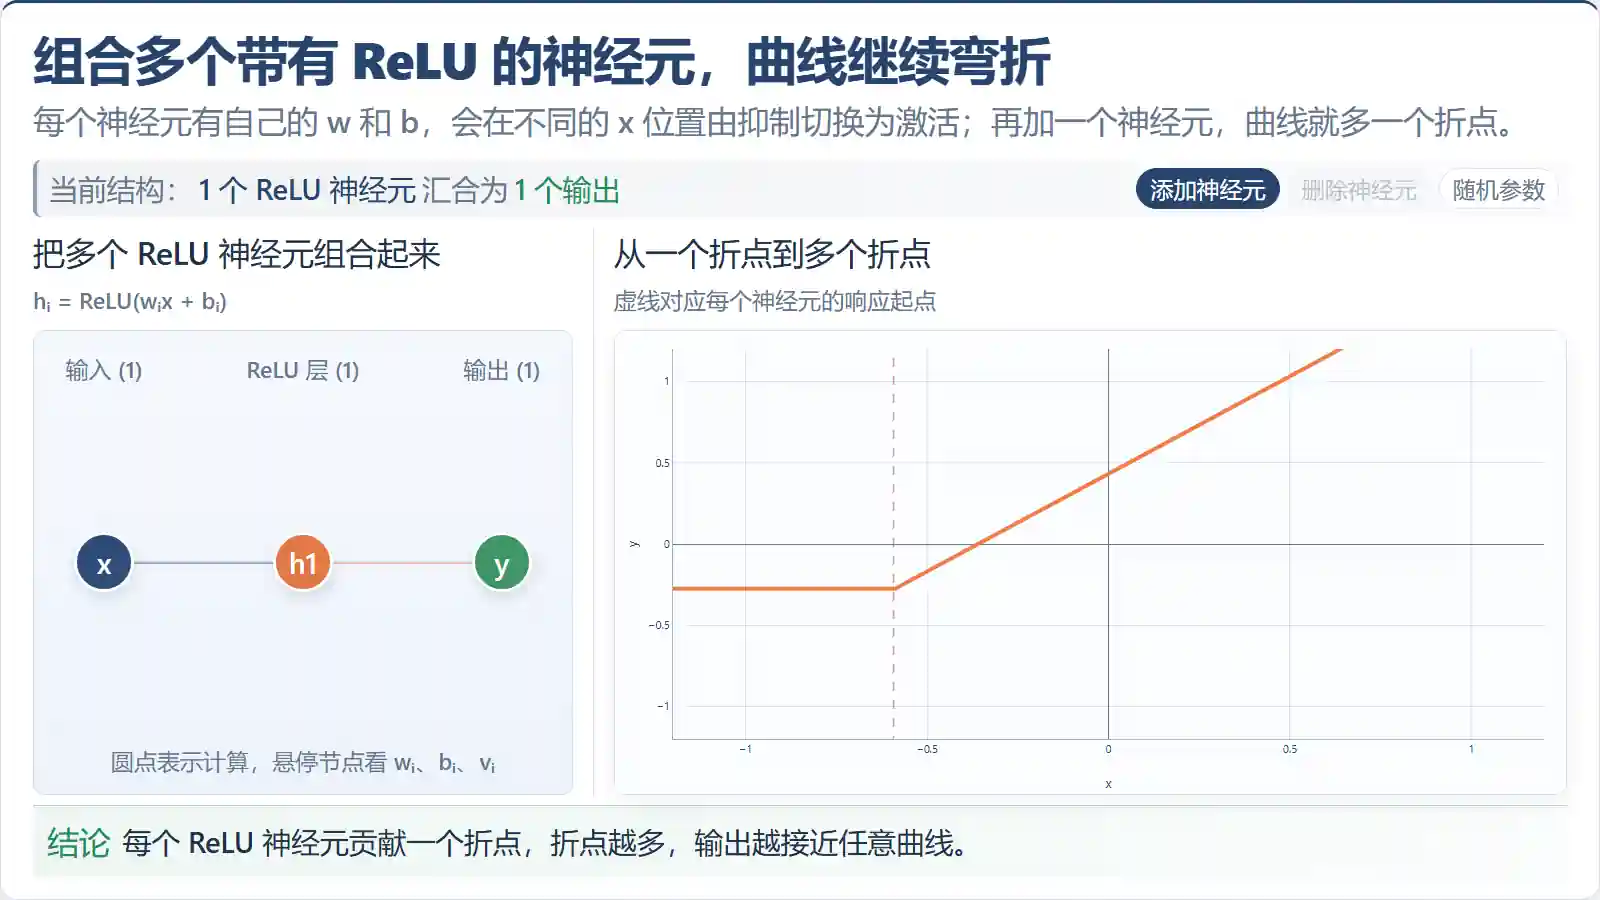 组合多个带有 ReLU 的神经元，曲线继续弯折
每个神经元有自己的 w 和 b，会在不同的 x 位置由抑制切换为激活；再加一个神经元，曲线就多一个折点。
当前结构： 1 个 ReLU 神经元 汇合为 1 个输出
添加神经元 删除神经元 随机参数
把多个 ReLU 神经元组合起来
hᵢ = ReLU(wᵢx + bᵢ)
输入 (1) ReLU 层 (1) 输出 (1)
x h1 y
圆点表示计算，悬停节点看 wᵢ、bᵢ、vᵢ
从一个折点到多个折点
虚线对应每个神经元的响应起点
1
0.5
0
−0.5
−1
y
−1 −0.5 0 0.5 1
x
结论 每个 ReLU 神经元贡献一个折点，折点越多，输出越接近任意曲线。